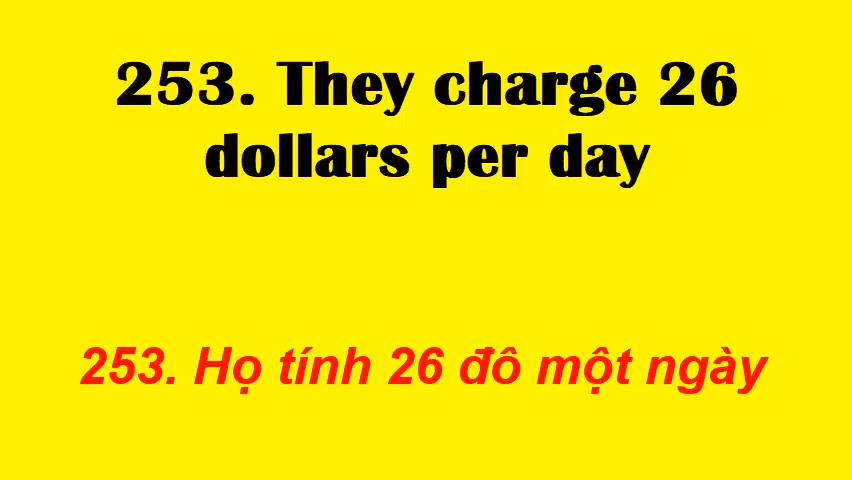 253. They charge 26
dollars per day
253. Họ tính 26 đô một ngày